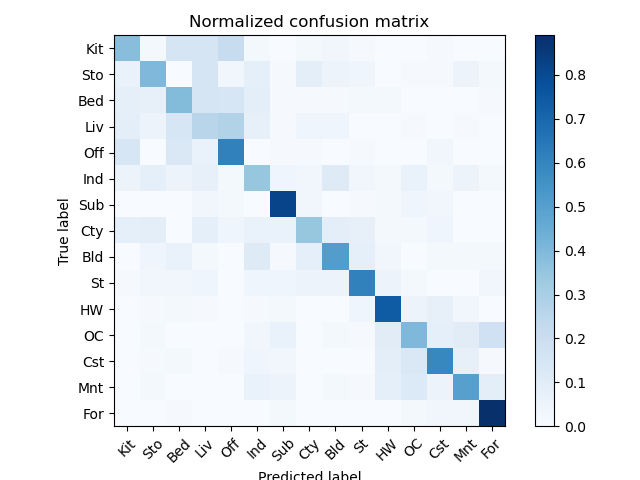 Normalized confusion matrix
Kit
Sto
Bed
Liv
Off
Ind
Sub
Cty
Bld
St
HW
OC
Cst
Mnt
For
True label
Kit Sto Bed Liv Off Ind Sub Cty Bld St HW OC Cst Mnt For
Predicted label
0.8
0.7
0.6
0.5
0.4
0.3
0.2
0.1
0.0